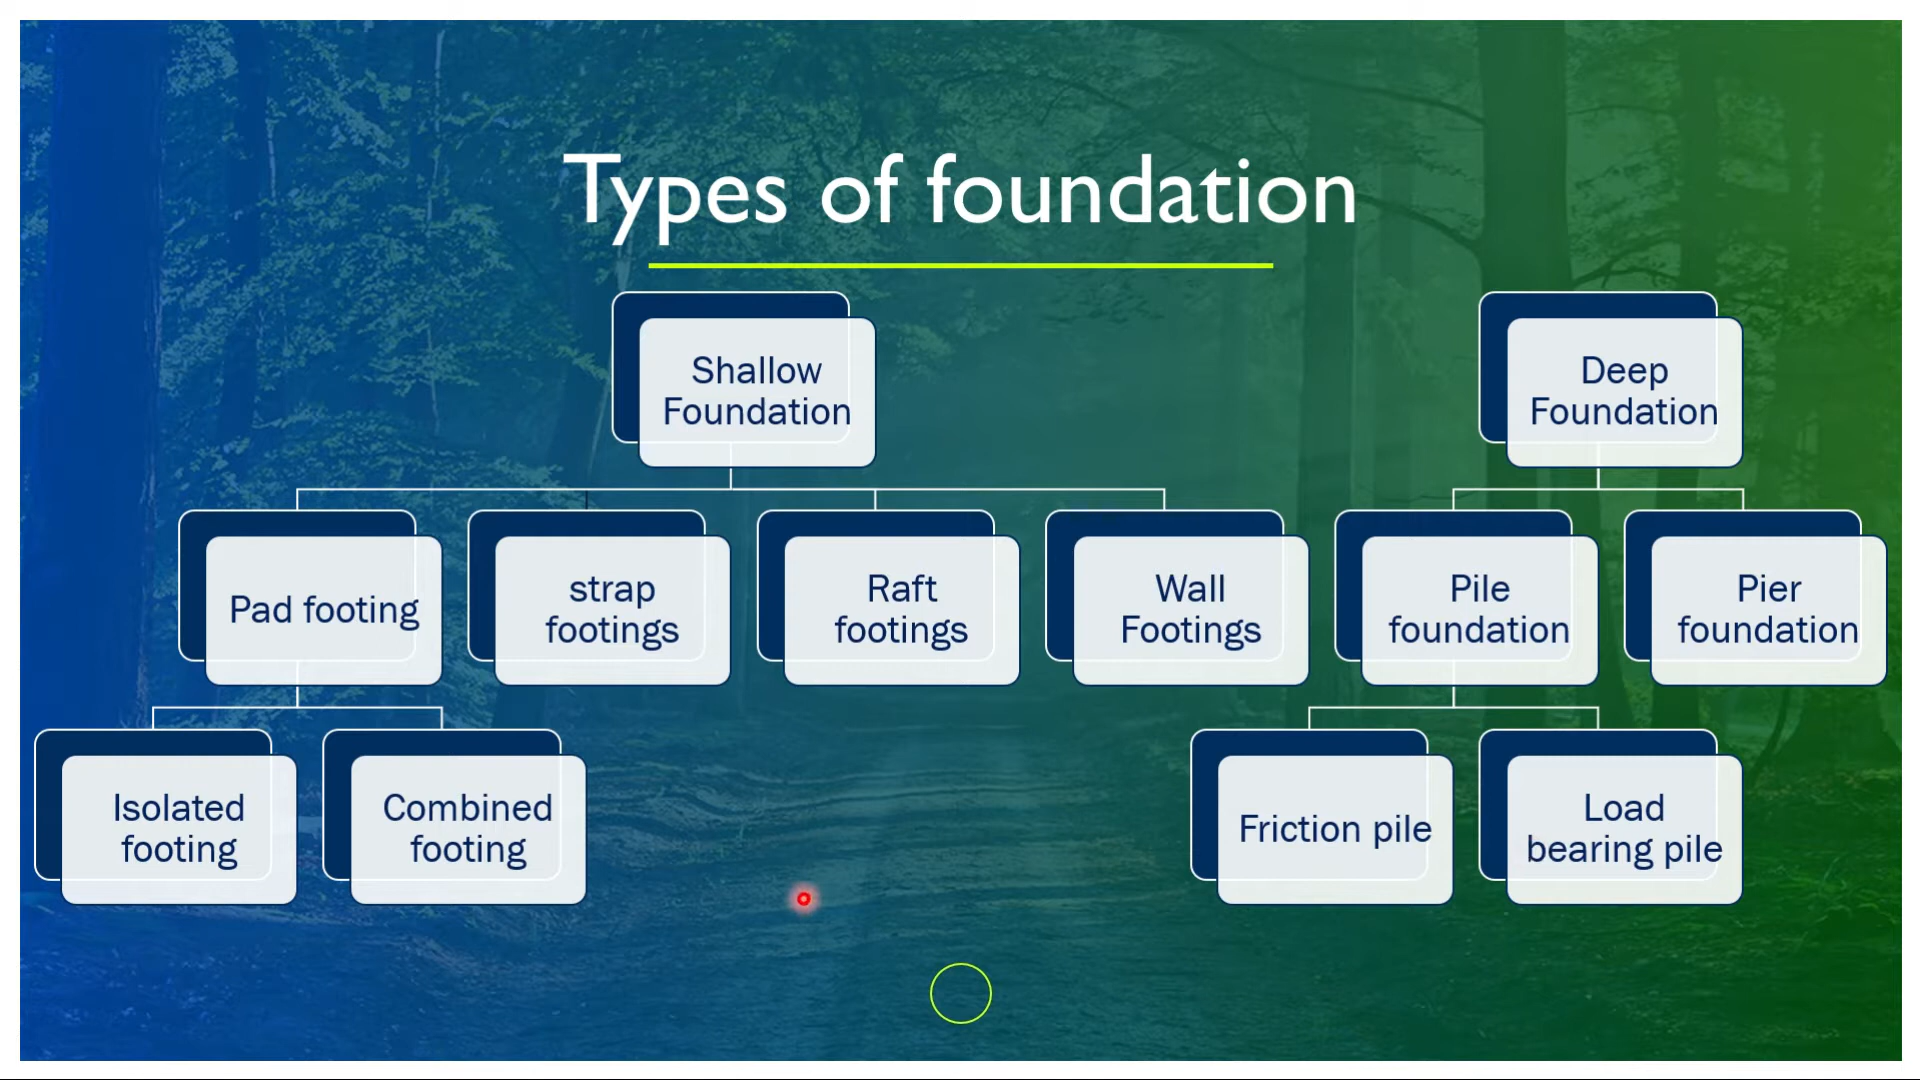 Types of foundation
Shallow
Foundation
Deep
Foundation
Pad footing
strap
footings
Raft
footings
Wall
Footings
Pile
foundation
Pier
foundation
Isolated
footing
Combined
footing
Friction pile
Load
bearing pile